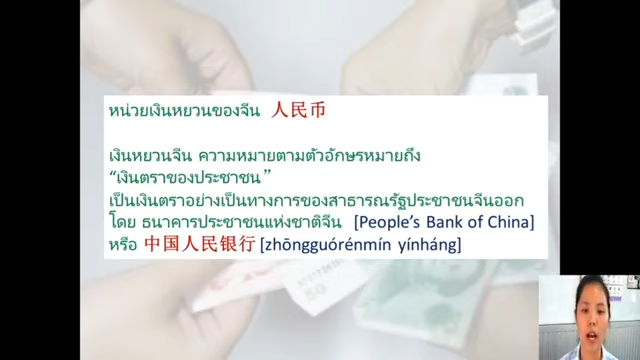 หน่วยเงินหยวนของจีน 人民币
เงินหยวนจีน ความหมายตามตัวอักษรหมายถึง
“เงินตราของประชาชน”
เป็นเงินตราอย่างเป็นทางการของสาธารณรัฐประชาชนจีนออก
โดย ธนาคารประชาชนแห่งชาติจีน [People’s Bank of China]
หรือ 中国人民银行 [zhōngguórénmín yínháng]
50